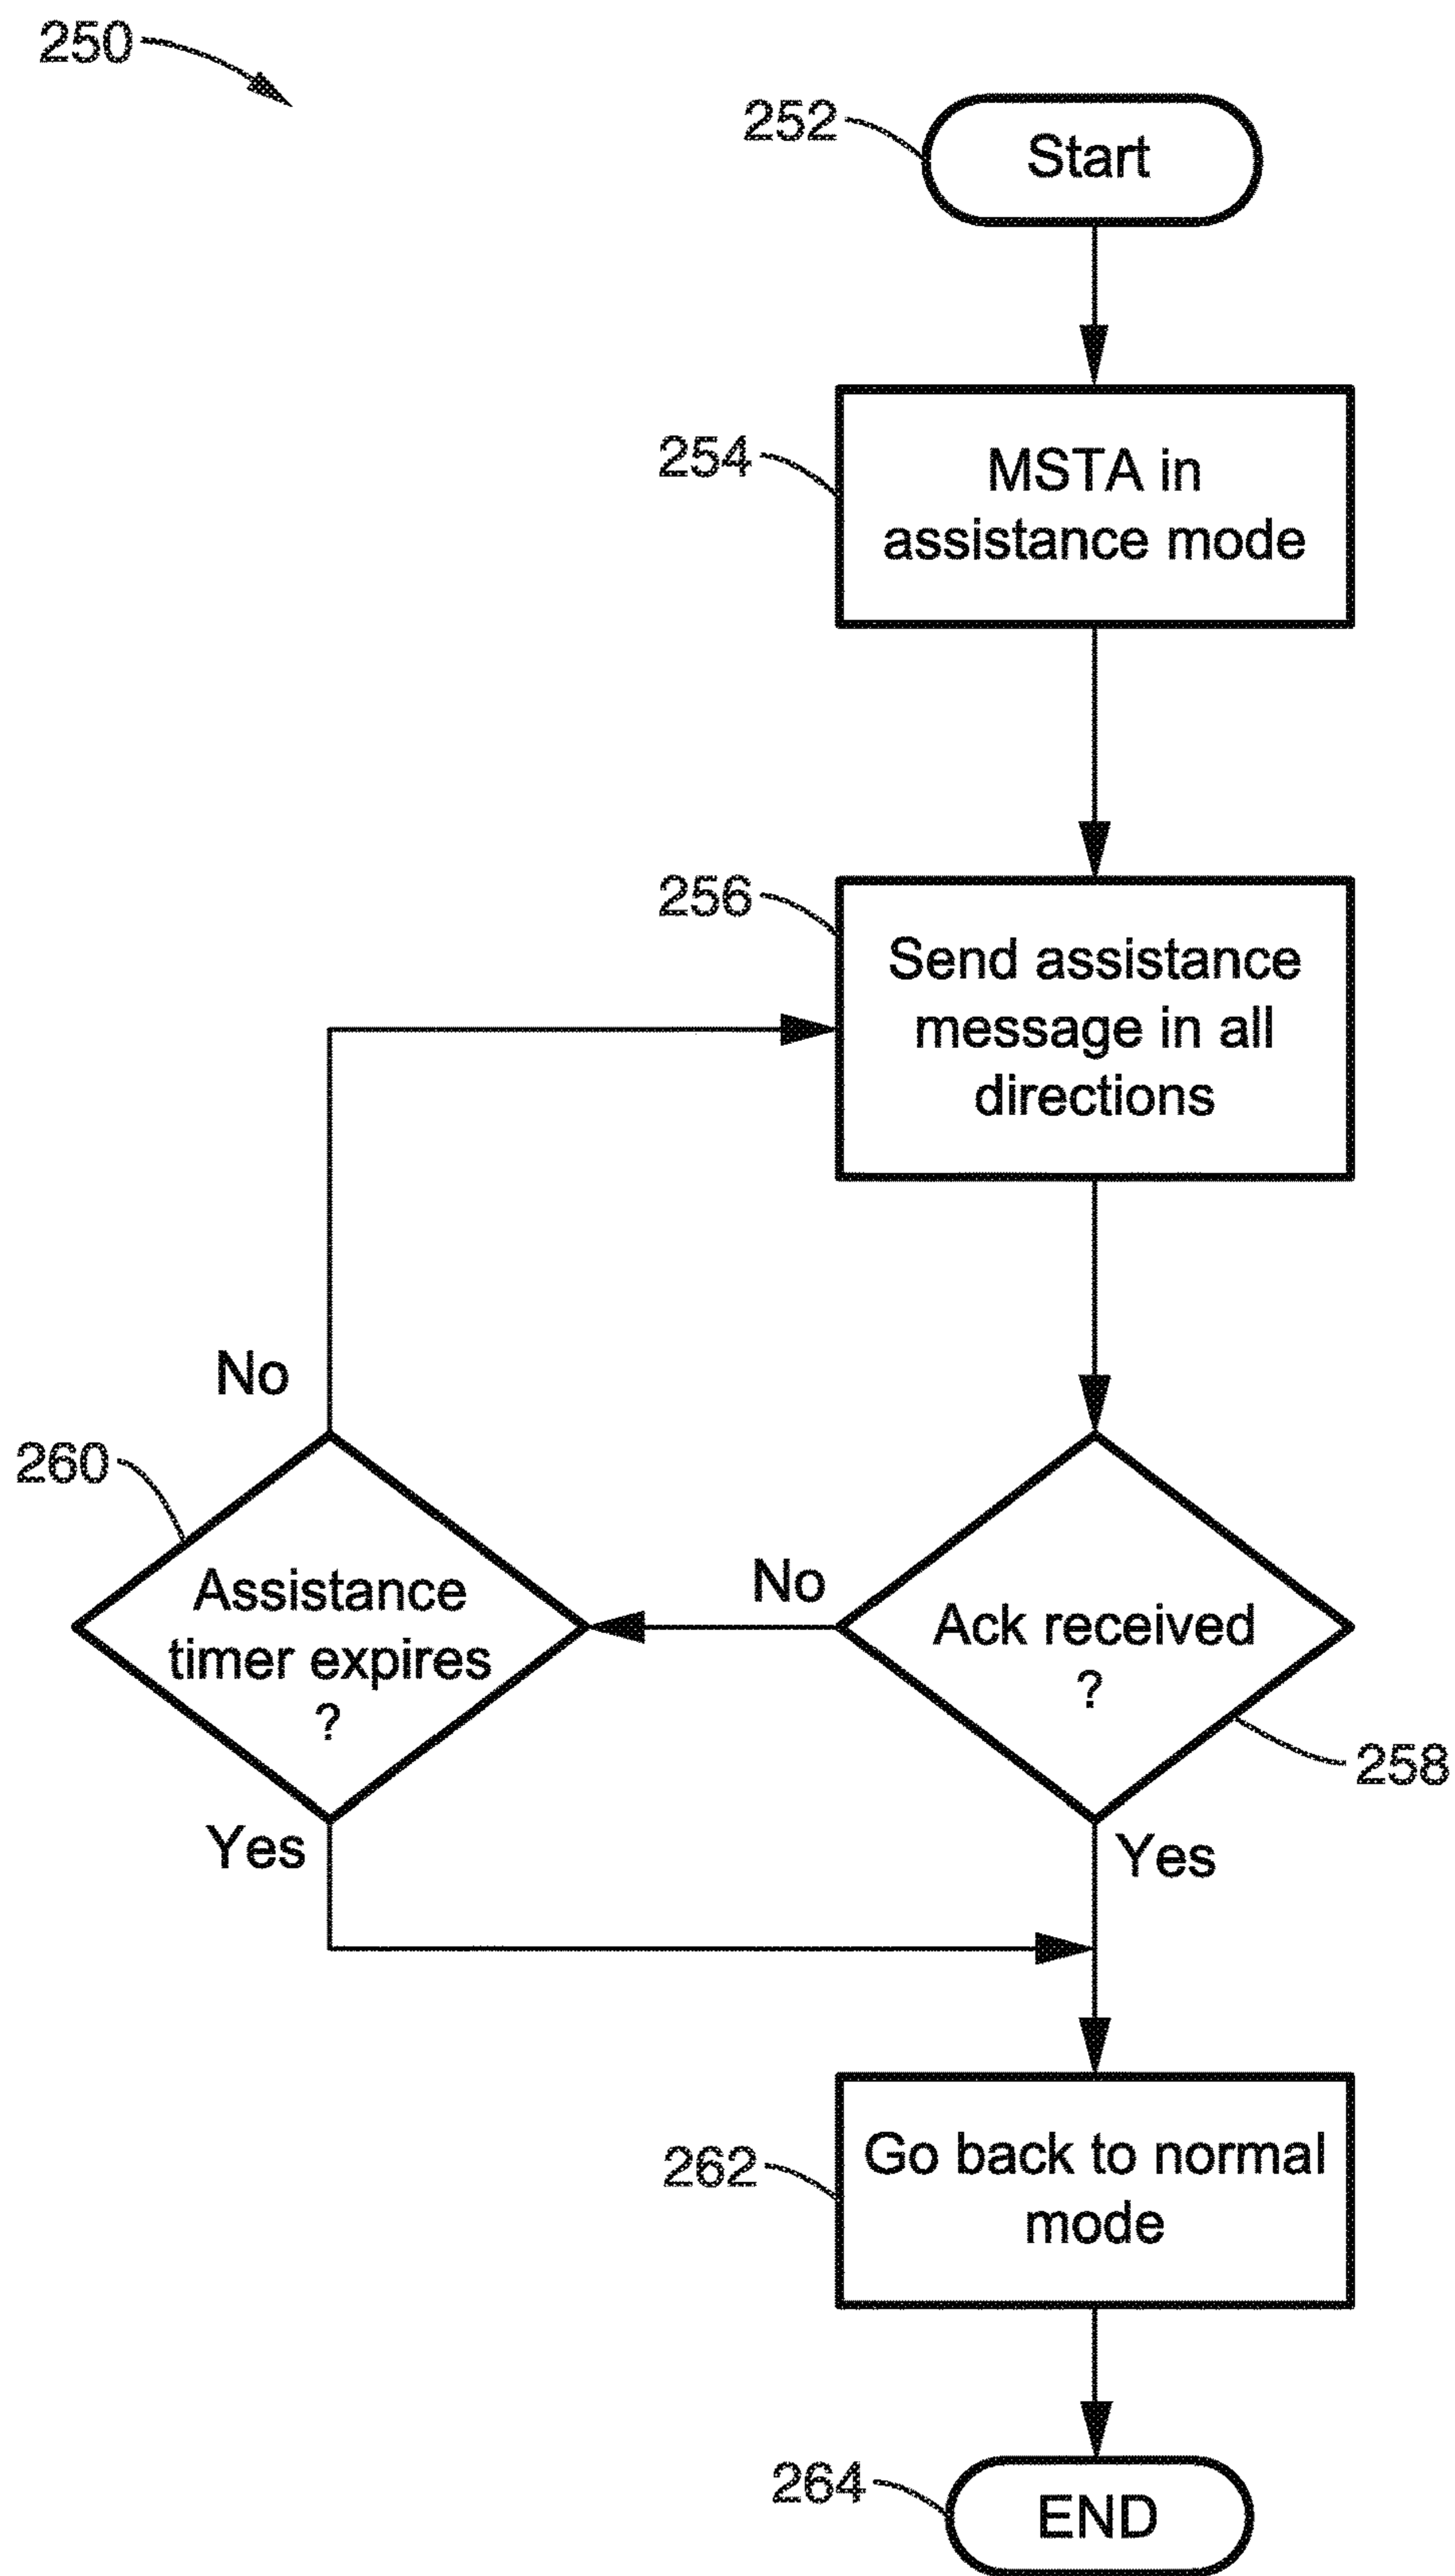 250
252
Start
254
MSTA in
assistance mode
256
Send assistance
message in all
directions
No
260
Assistance
timer expires
?
No
Ack received
?
258
Yes
Yes
262
Go back to normal
mode
264
END